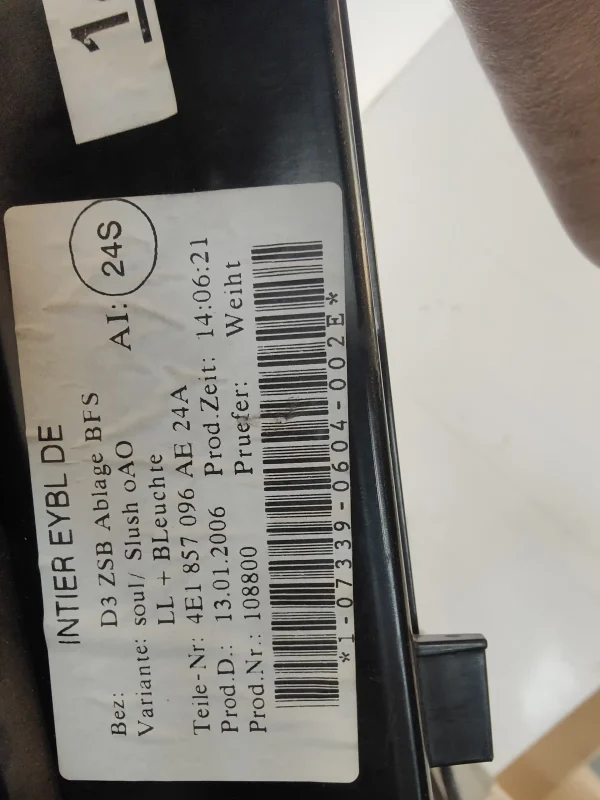 INTIER EYBL DE
Bez: D3 ZSB Ablage BFS
Variante: soul/ Slush oAO AI: 24S
LL + BLeuchte
Teile-Nr: 4E1 857 096 AE 24A
Prod.D.: 13.01.2006 Prod.Zeit: 14:06:21
Prod.Nr.: 108800 Pruefer: Weiht
*1-07339-0604-002E*